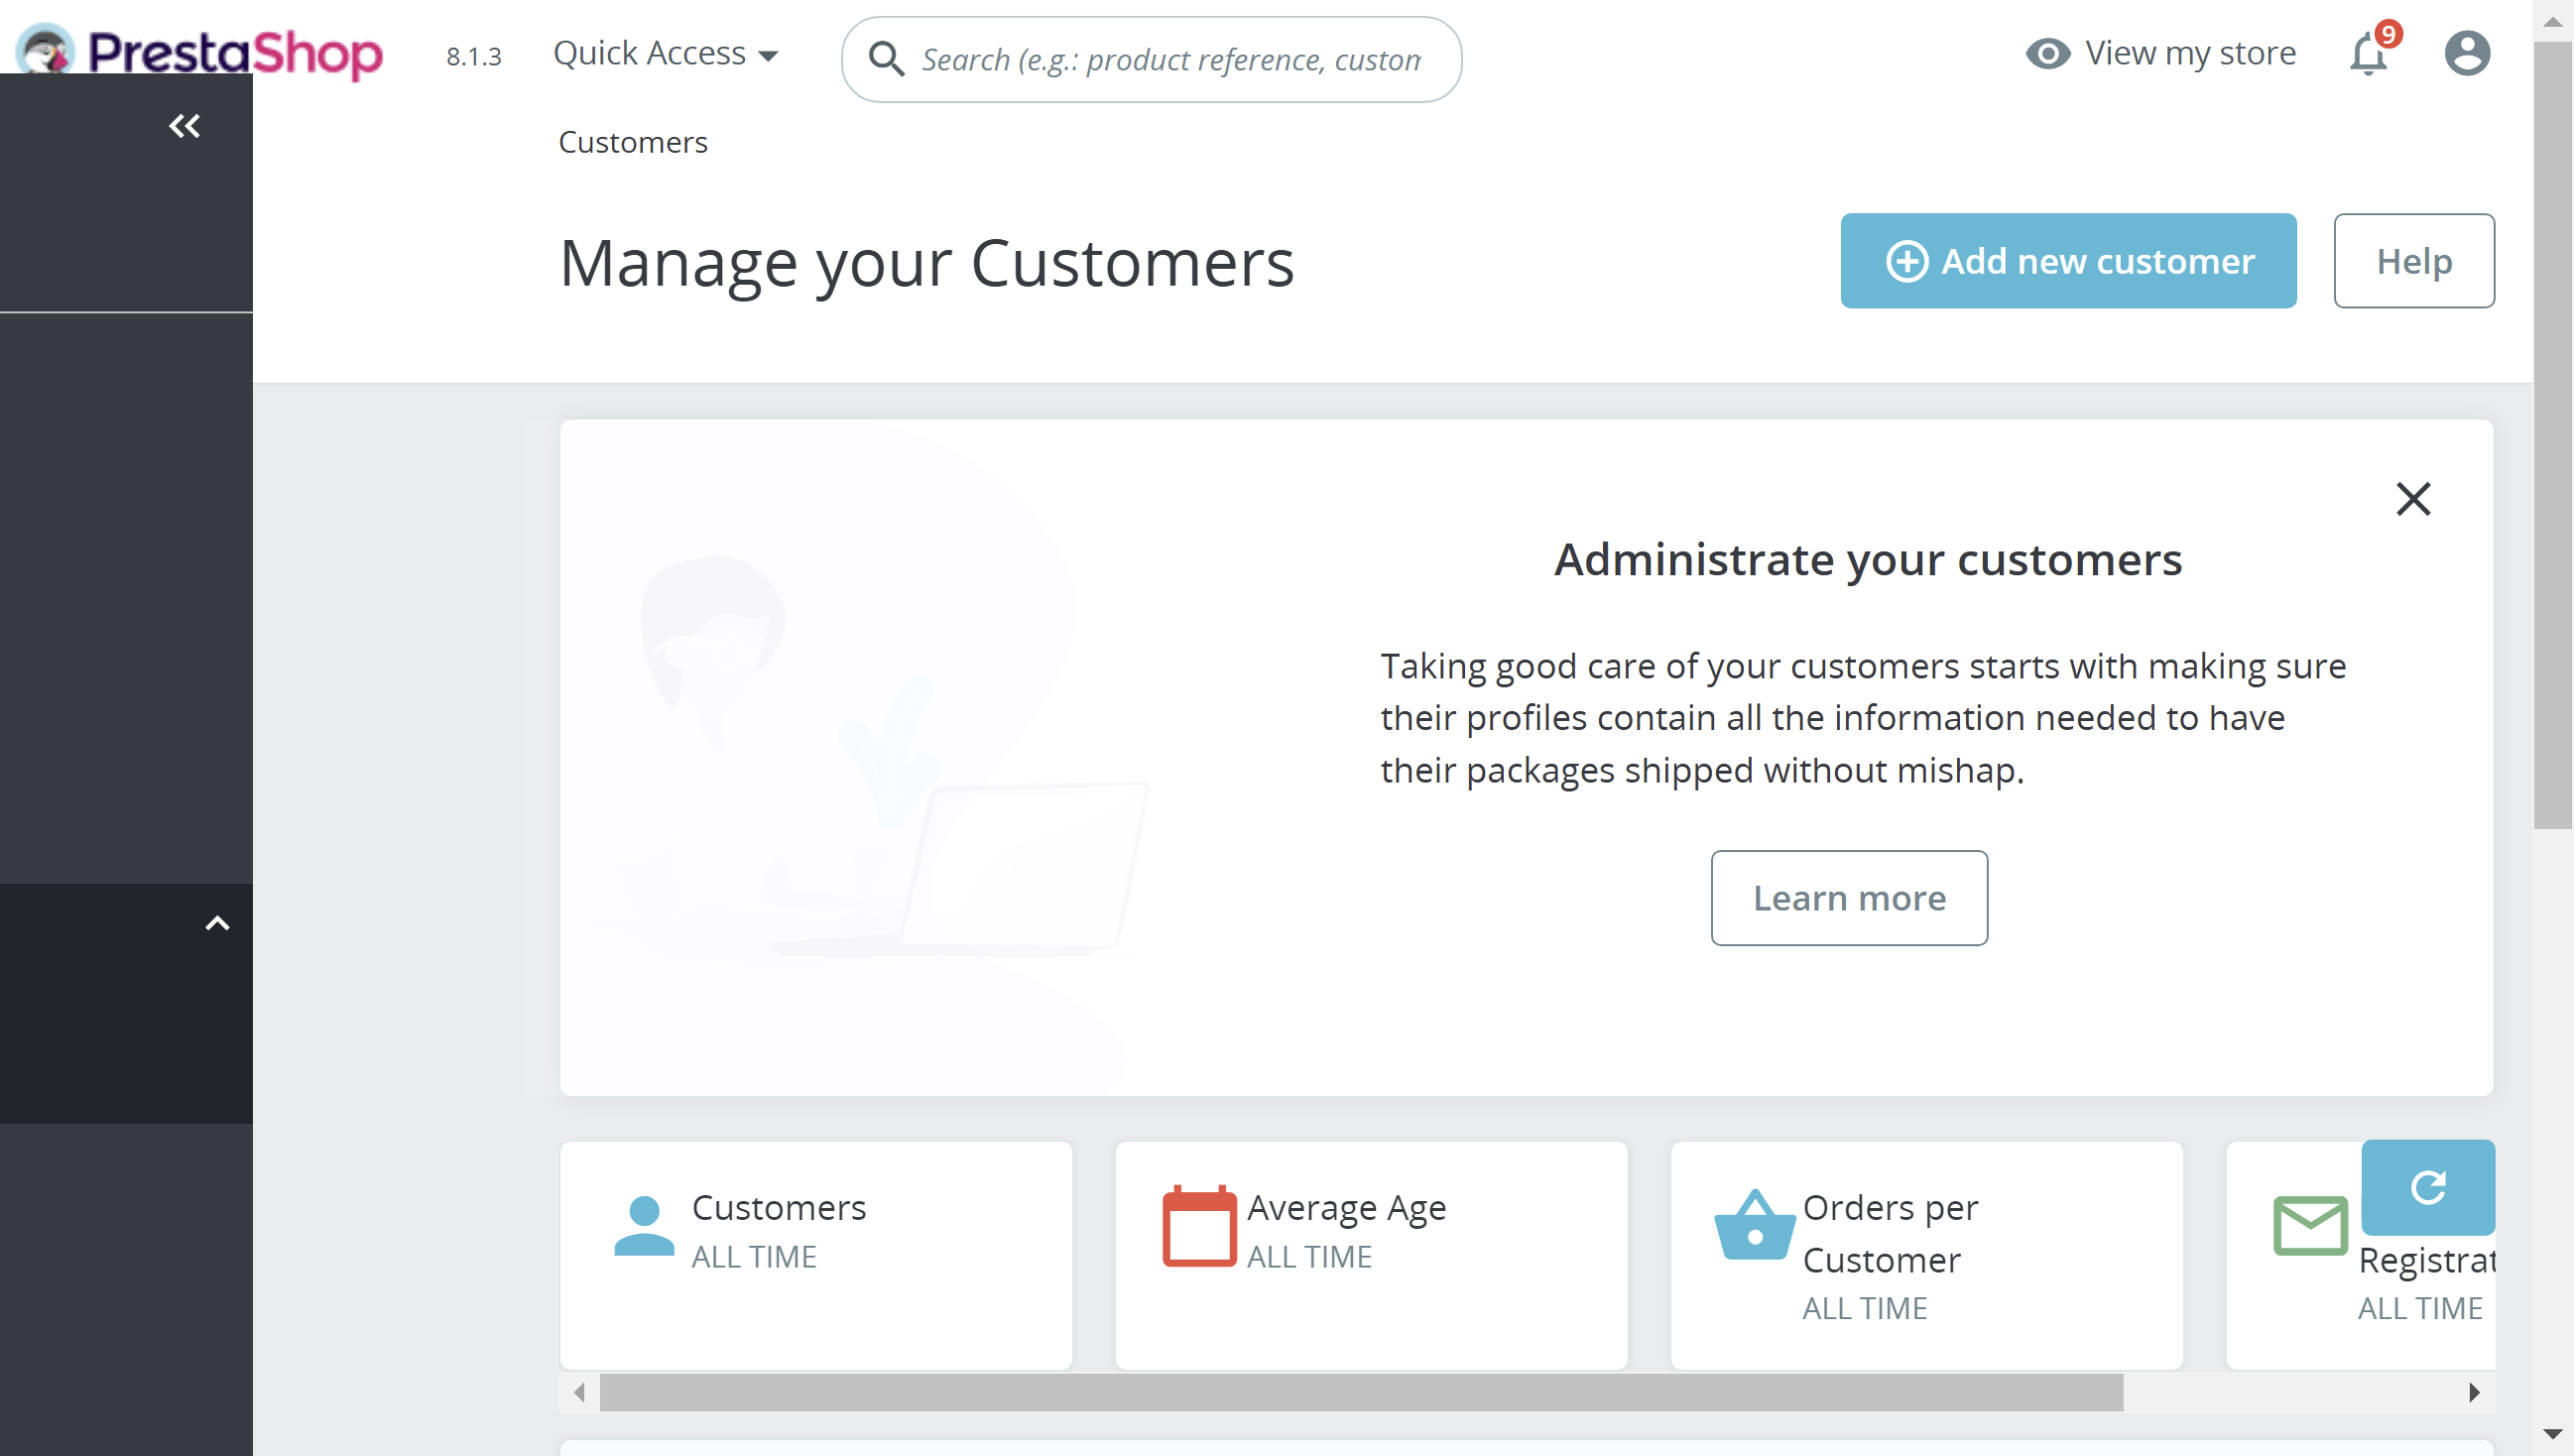 PrestaShop
8.1.3
Quick Access
Search (e.g.: product reference, custom
View my store
9
Customers
Manage your Customers
Add new customer
Help
Administrate your customers
Taking good care of your customers starts with making sure
their profiles contain all the information needed to have
their packages shipped without mishap.
Learn more
Customers
ALL TIME
Average Age
ALL TIME
Orders per
Customer
ALL TIME
Registrat
ALL TIME